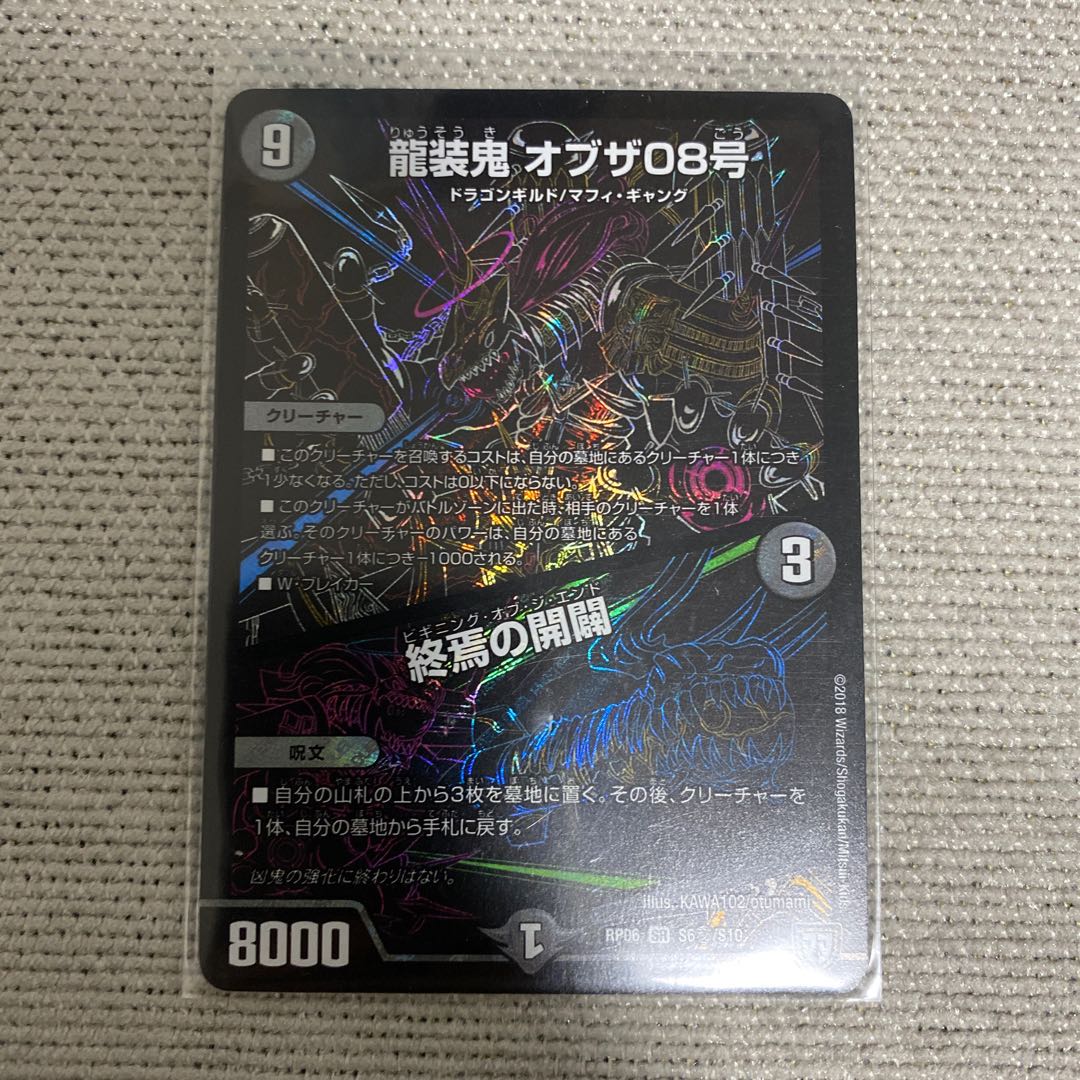 9
りゅうそうき ごう
龍装鬼 オブザ08号
ドラゴンギルド/マフィ・ギャング
クリーチャー
■このクリーチャーを召喚するコストは、自分の墓地にあるクリーチャー1体につき
1少なくなる。ただし、コストは0以下にならない。
■このクリーチャーがバトルゾーンに出た時、相手のクリーチャーを1体
選ぶ。そのクリーチャーのパワーは、自分の墓地にある
クリーチャー1体につき-1000される。
■W・ブレイカー
3
ビギニング・オブ・ジ・エンド
終焉の開闢
呪文
■自分の山札の上から3枚を墓地に置く。その後、クリーチャーを
1体、自分の墓地から手札に戻す。
凶鬼の強化に終わりはない。
©2018 Wizards/Shogakukan/Mitsui-Kids
illus. KAWA102/otumami
8000
1
RP06 SR /S10